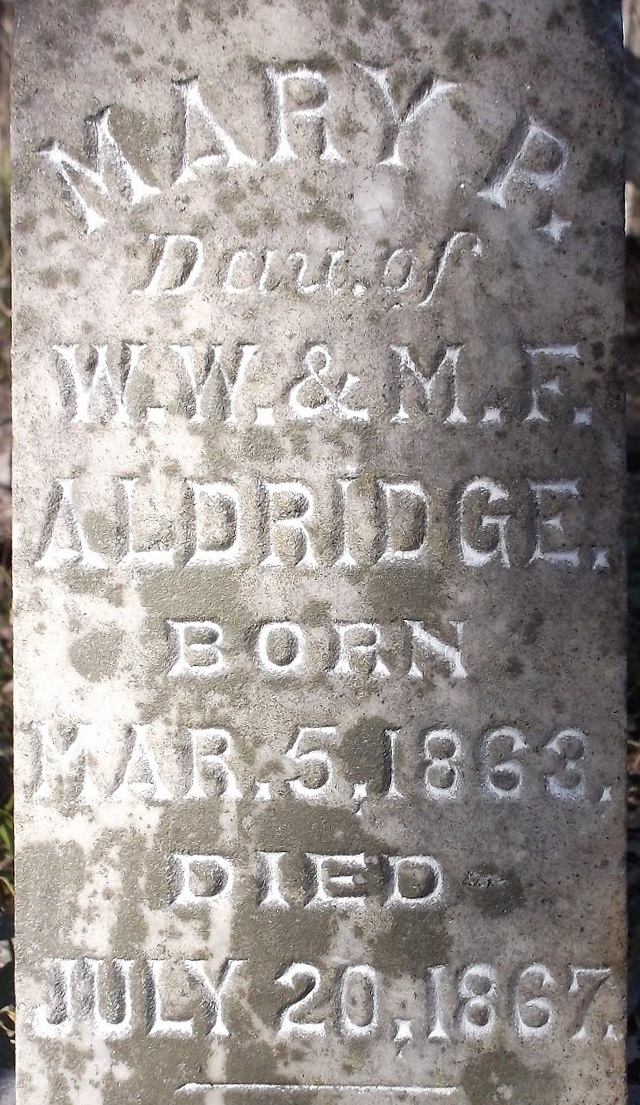 MARY P.
Dau. of
W. W. & M. F.
ALDRIDGE.
BORN
MAR. 5, 1863.
DIED
JULY 20, 1867.